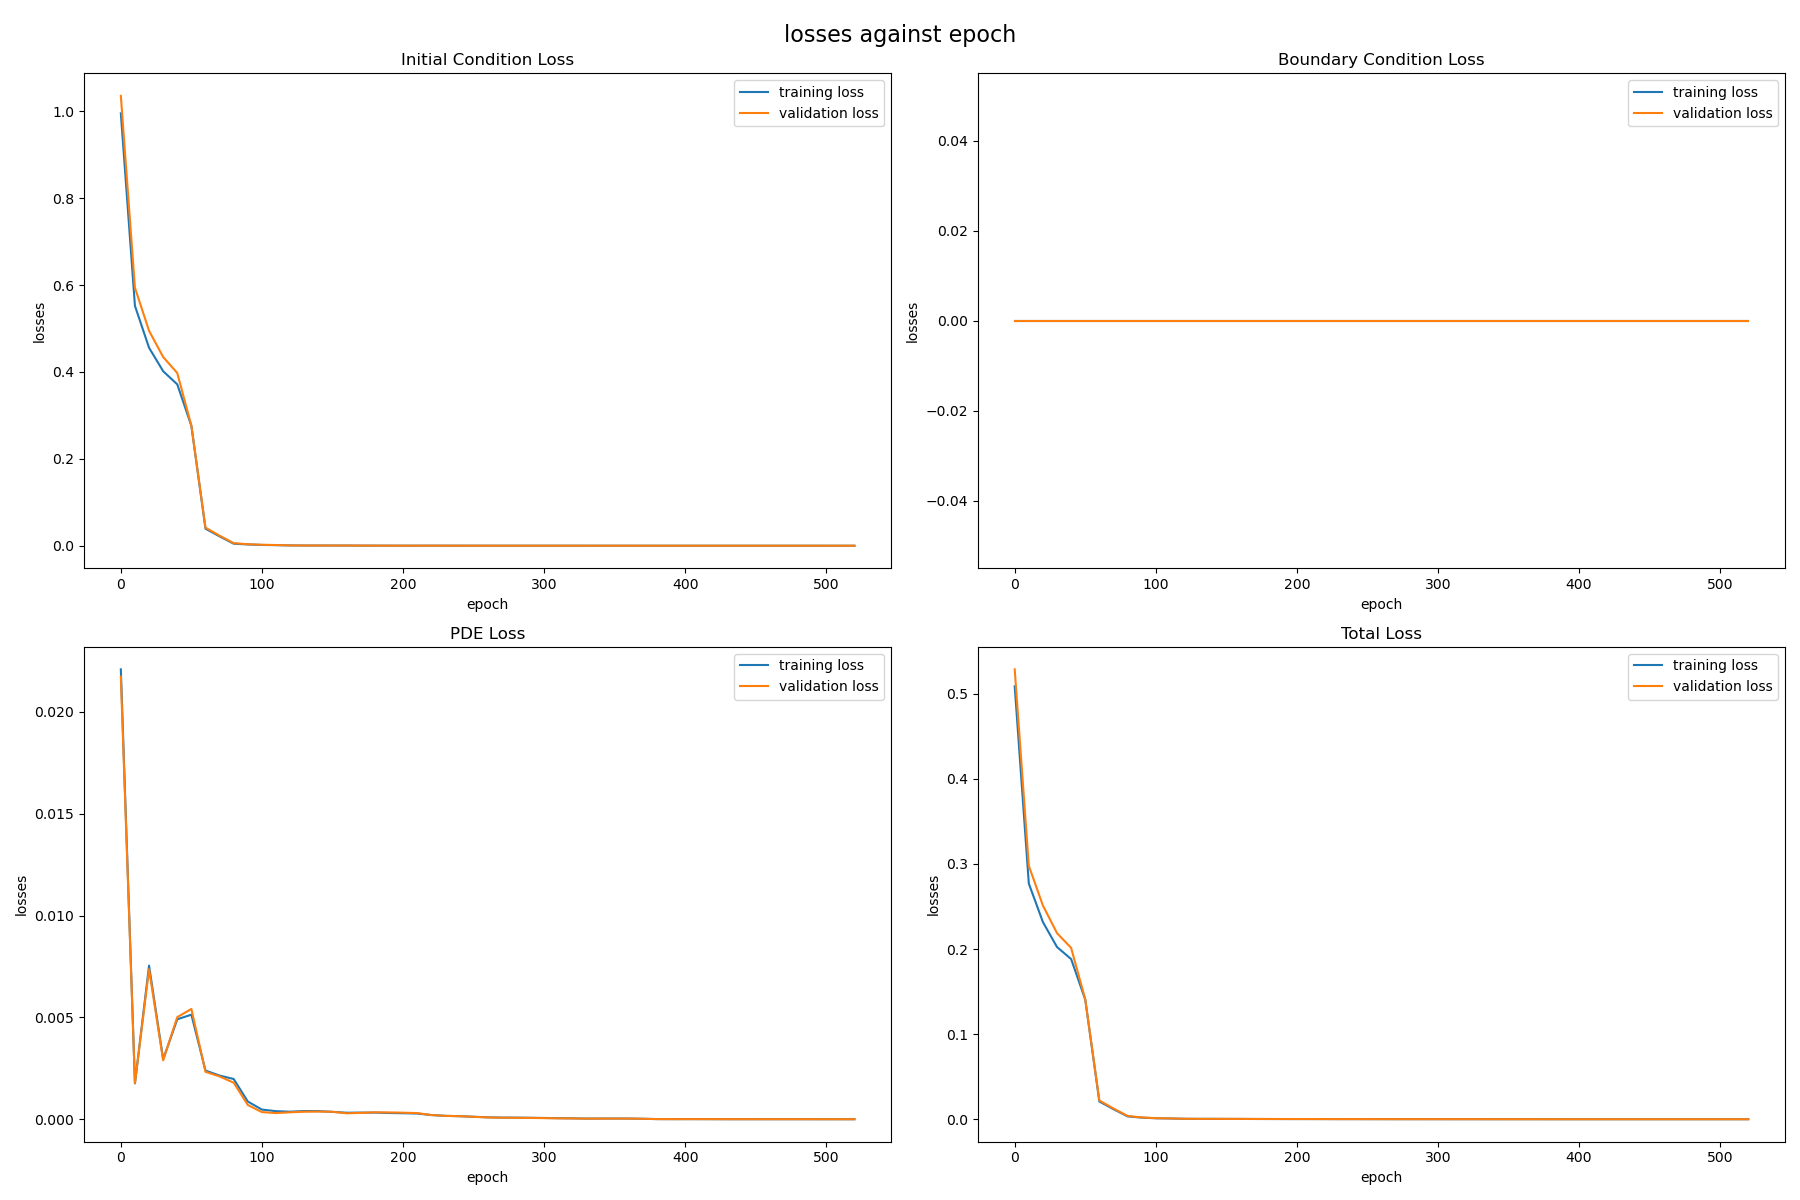 losses against epoch
Initial Condition Loss
training loss
validation loss
1.0
0.8
0.6
0.4
0.2
0.0
losses
0 100 200 300 400 500
epoch
Boundary Condition Loss
training loss
validation loss
0.04
0.02
0.00
−0.02
−0.04
losses
0 100 200 300 400 500
epoch
PDE Loss
training loss
validation loss
0.020
0.015
0.010
0.005
0.000
losses
0 100 200 300 400 500
epoch
Total Loss
training loss
validation loss
0.5
0.4
0.3
0.2
0.1
0.0
losses
0 100 200 300 400 500
epoch